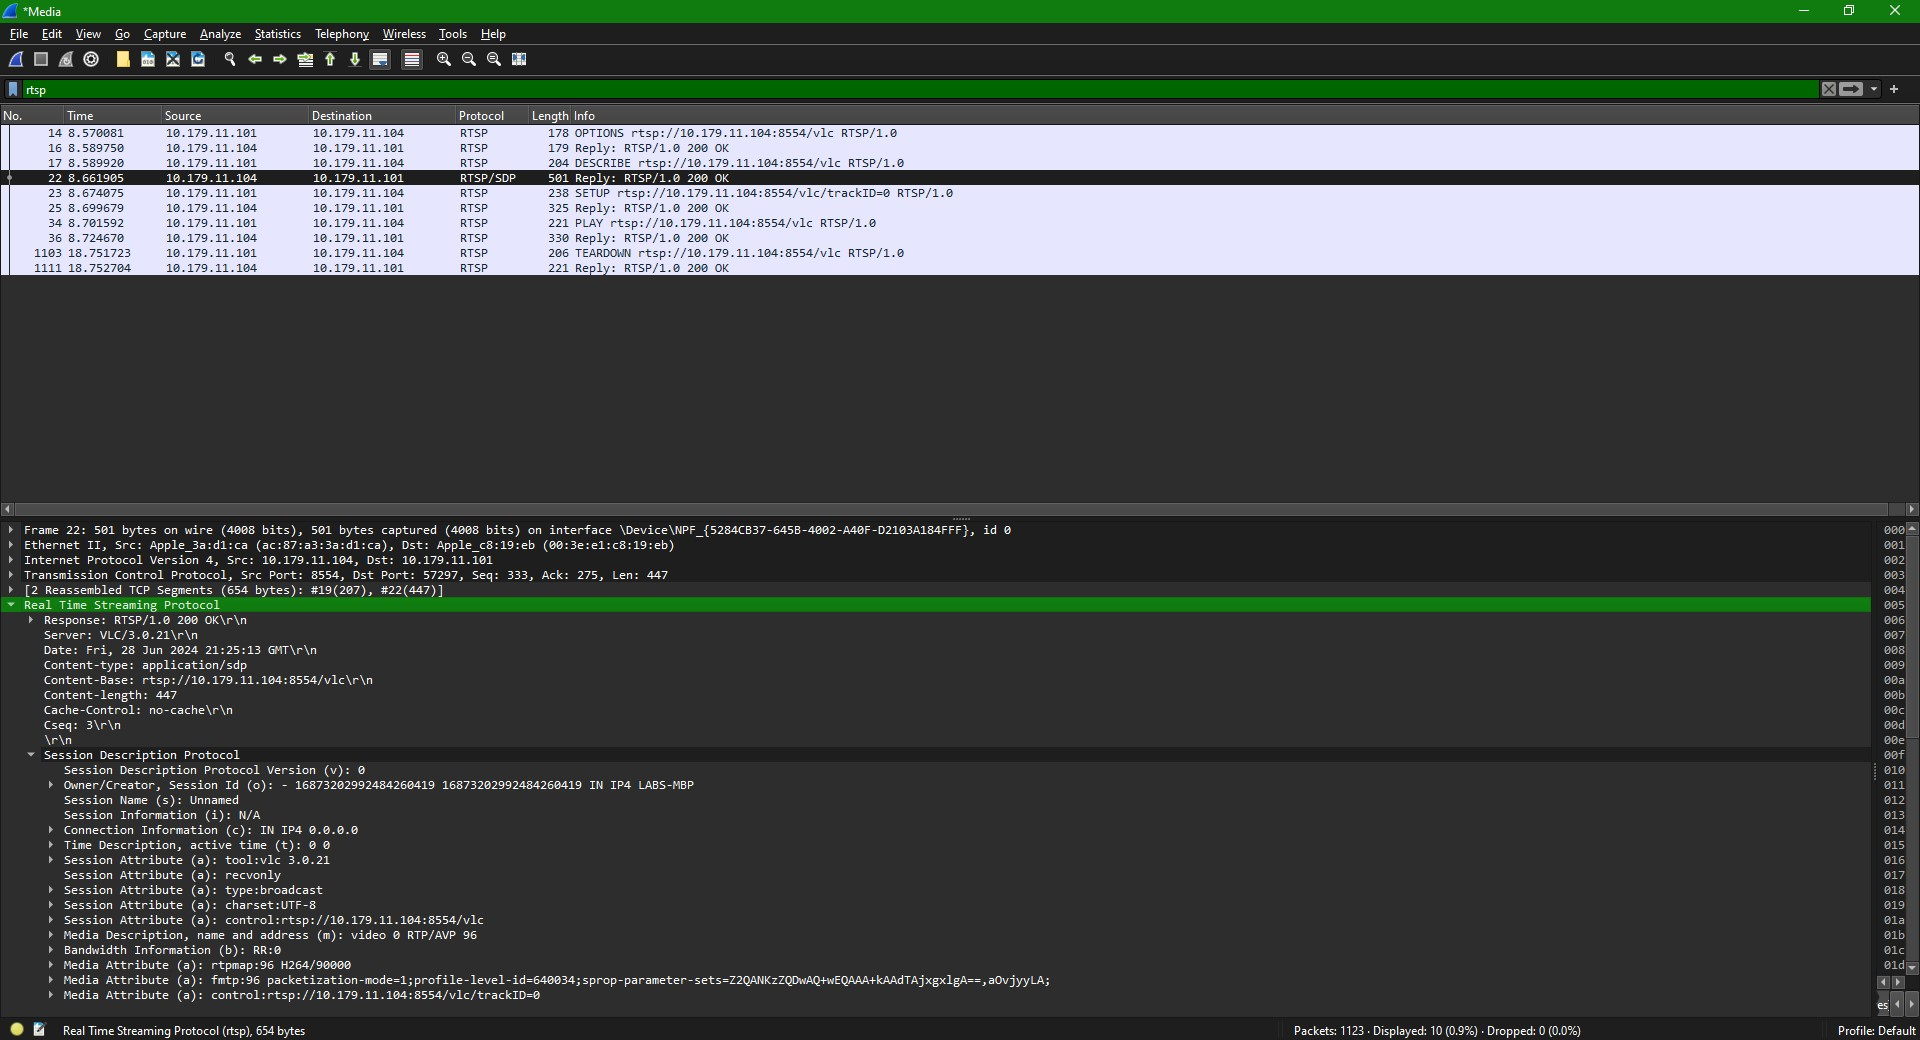 *Media
File Edit View Go Capture Analyze Statistics Telephony Wireless Tools Help
rtsp
No. Time Source Destination Protocol Length Info
14 8.570081 10.179.11.101 10.179.11.104 RTSP 178 OPTIONS rtsp://10.179.11.104:8554/vlc RTSP/1.0
16 8.589750 10.179.11.104 10.179.11.101 RTSP 179 Reply: RTSP/1.0 200 OK
17 8.589920 10.179.11.101 10.179.11.104 RTSP 204 DESCRIBE rtsp://10.179.11.104:8554/vlc RTSP/1.0
22 8.661905 10.179.11.104 10.179.11.101 RTSP/SDP 501 Reply: RTSP/1.0 200 OK
23 8.674075 10.179.11.101 10.179.11.104 RTSP 238 SETUP rtsp://10.179.11.104:8554/vlc/trackID=0 RTSP/1.0
25 8.699679 10.179.11.104 10.179.11.101 RTSP 325 Reply: RTSP/1.0 200 OK
34 8.701592 10.179.11.101 10.179.11.104 RTSP 221 PLAY rtsp://10.179.11.104:8554/vlc RTSP/1.0
36 8.724670 10.179.11.104 10.179.11.101 RTSP 330 Reply: RTSP/1.0 200 OK
1103 18.751723 10.179.11.101 10.179.11.104 RTSP 206 TEARDOWN rtsp://10.179.11.104:8554/vlc RTSP/1.0
1111 18.752704 10.179.11.104 10.179.11.101 RTSP 221 Reply: RTSP/1.0 200 OK
Frame 22: 501 bytes on wire (4008 bits), 501 bytes captured (4008 bits) on interface \Device\NPF_{5284CB37-645B-4002-A40F-D2103A184FFF}, id 0
Ethernet II, Src: Apple_3a:d1:ca (ac:87:a3:3a:d1:ca), Dst: Apple_c8:19:eb (00:3e:e1:c8:19:eb)
Internet Protocol Version 4, Src: 10.179.11.104, Dst: 10.179.11.101
Transmission Control Protocol, Src Port: 8554, Dst Port: 57297, Seq: 333, Ack: 275, Len: 447
[2 Reassembled TCP Segments (654 bytes): #19(207), #22(447)]
Real Time Streaming Protocol
Response: RTSP/1.0 200 OK\r\n
Server: VLC/3.0.21\r\n
Date: Fri, 28 Jun 2024 21:25:13 GMT\r\n
Content-type: application/sdp
Content-Base: rtsp://10.179.11.104:8554/vlc\r\n
Content-length: 447
Cache-Control: no-cache\r\n
Cseq: 3\r\n
\r\n
Session Description Protocol
Session Description Protocol Version (v): 0
Owner/Creator, Session Id (o): - 16873202992484260419 16873202992484260419 IN IP4 LABS-MBP
Session Name (s): Unnamed
Session Information (i): N/A
Connection Information (c): IN IP4 0.0.0.0
Time Description, active time (t): 0 0
Session Attribute (a): tool:vlc 3.0.21
Session Attribute (a): recvonly
Session Attribute (a): type:broadcast
Session Attribute (a): charset:UTF-8
Session Attribute (a): control:rtsp://10.179.11.104:8554/vlc
Media Description, name and address (m): video 0 RTP/AVP 96
Bandwidth Information (b): RR:0
Media Attribute (a): rtpmap:96 H264/90000
Media Attribute (a): fmtp:96 packetization-mode=1;profile-level-id=640034;sprop-parameter-sets=Z2QANKzZQDwAQ+wEQAAA+kAAdTAjxgxlgA==,aOvjyyLA;
Media Attribute (a): control:rtsp://10.179.11.104:8554/vlc/trackID=0
000
001
002
003
004
005
006
007
008
009
00a
00b
00c
00d
00e
00f
010
011
012
013
014
015
016
017
018
019
01a
01b
01c
01d
es
Real Time Streaming Protocol (rtsp), 654 bytes
Packets: 1123 · Displayed: 10 (0.9%) · Dropped: 0 (0.0%)
Profile: Default